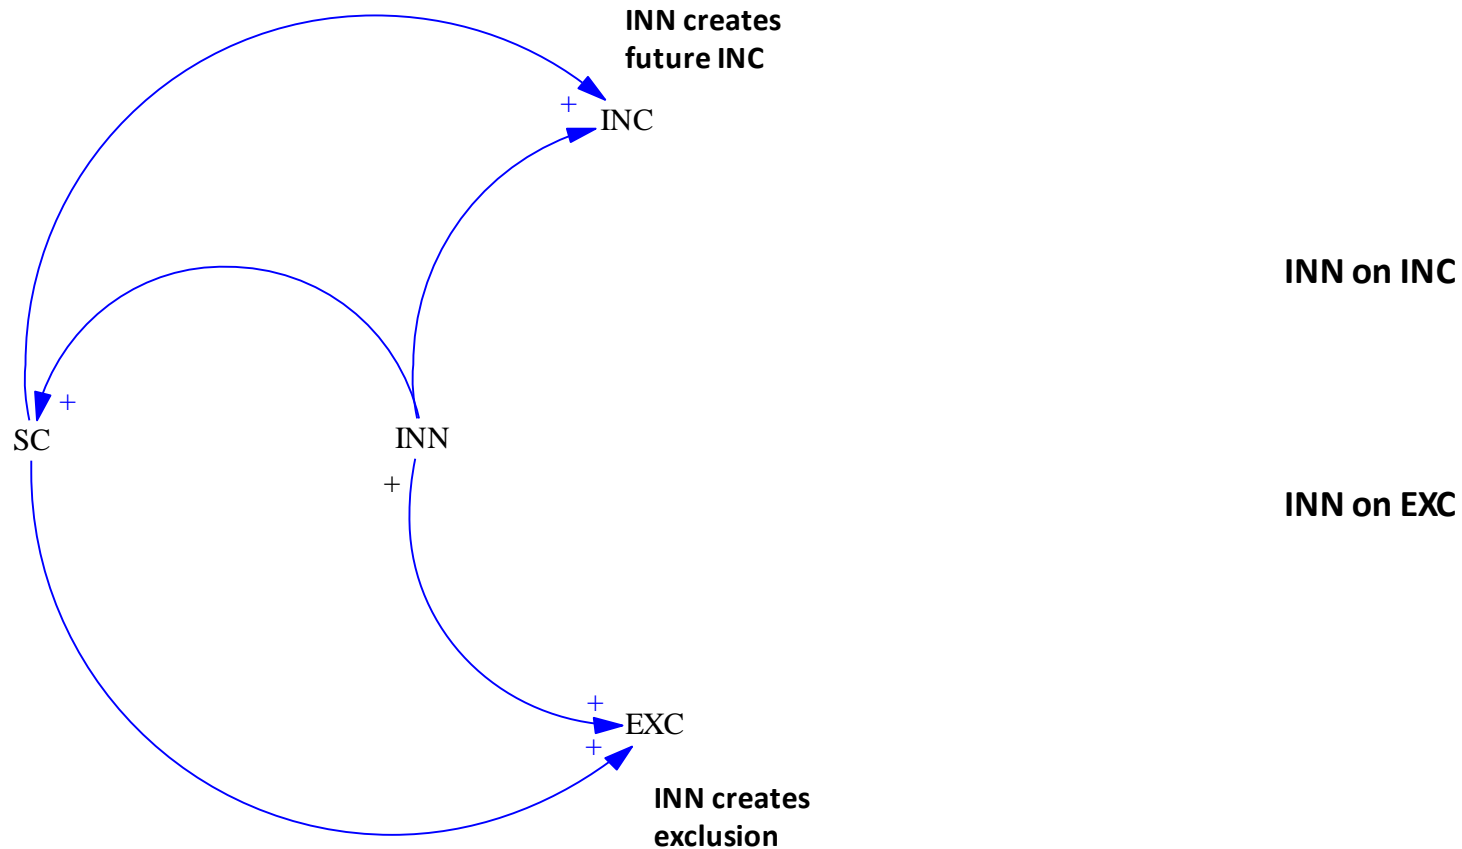 INN creates
future INC
+
INC
INN on INC
+
SC
INN
+
INN on EXC
+
EXC
+
INN creates
exclusion